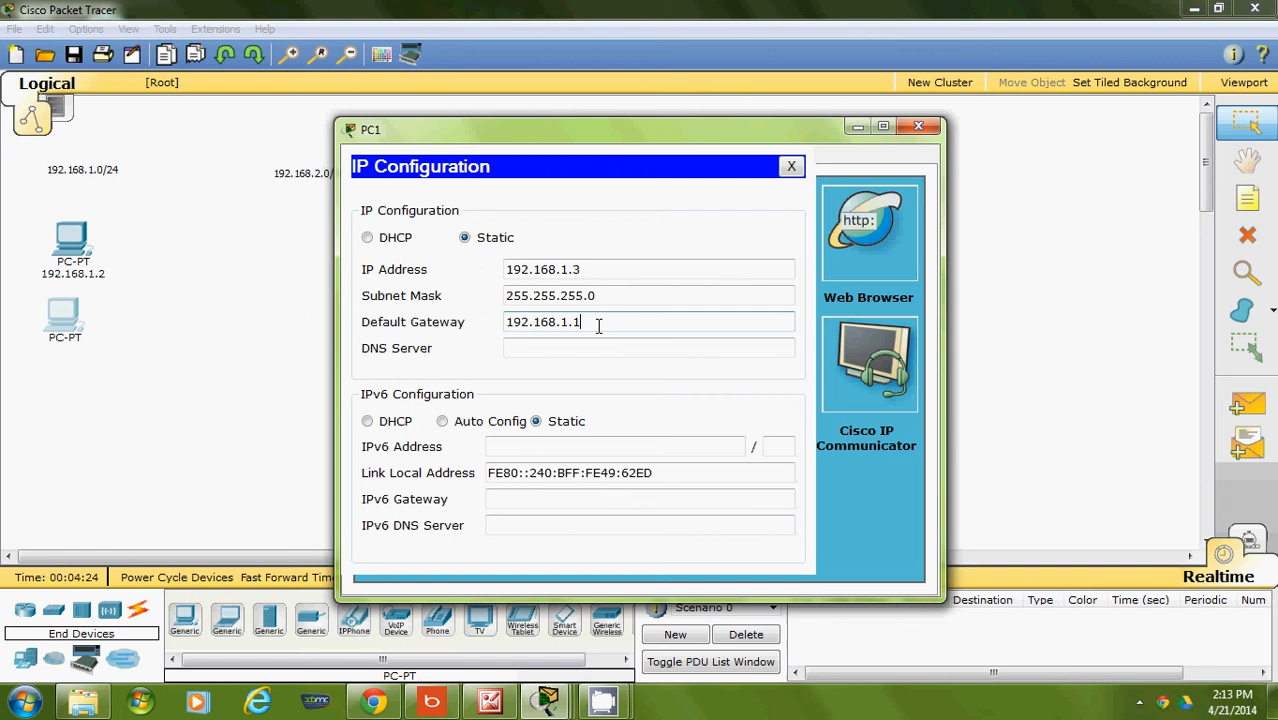 Cisco Packet Tracer
File Edit Options View Tools Extensions Help
Logical [Root] New Cluster Move Object Set Tiled Background Viewport
192.168.1.0/24
192.168.2.0/
PC-PT
192.168.1.2
PC-PT
PC1
IP Configuration X
IP Configuration
DHCP Static
IP Address 192.168.1.3
Subnet Mask 255.255.255.0
Default Gateway 192.168.1.1
DNS Server
IPv6 Configuration
DHCP Auto Config Static
IPv6 Address /
Link Local Address FE80::240:BFF:FE49:62ED
IPv6 Gateway
IPv6 DNS Server
http:
Web Browser
Cisco IP
Communicator
Time: 00:04:24 Power Cycle Devices Fast Forward Time
Realtime
End Devices
Generic Generic Generic Generic IPPhone VoIP Device Phone TV Wireless Tablet Smart Device Generic Wireless
PC-PT
Scenario 0
New Delete
Toggle PDU List Window
Destination Type Color Time (sec) Periodic Num
xbmc
b
2:13 PM
4/21/2014